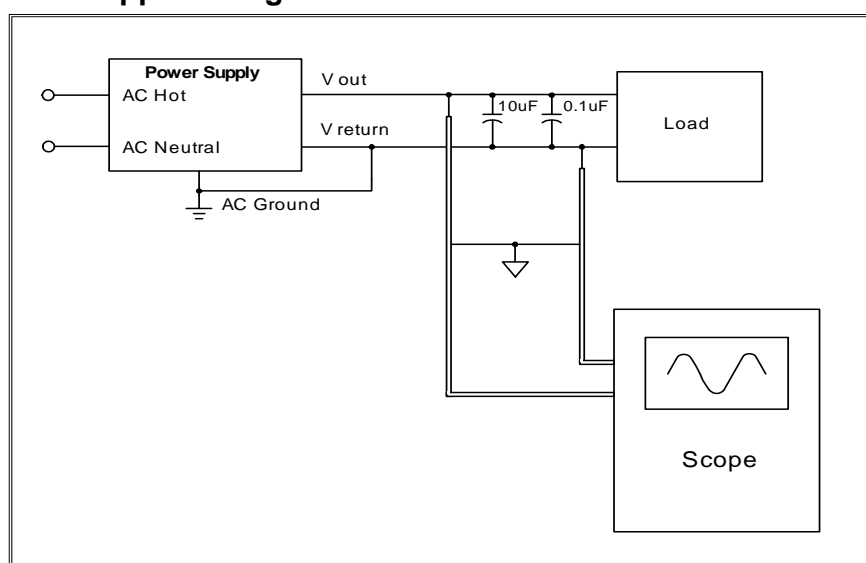 Power Supply
V out
AC Hot
10uF
0.1uF
Load
V return
AC Neutral
AC Ground
Scope